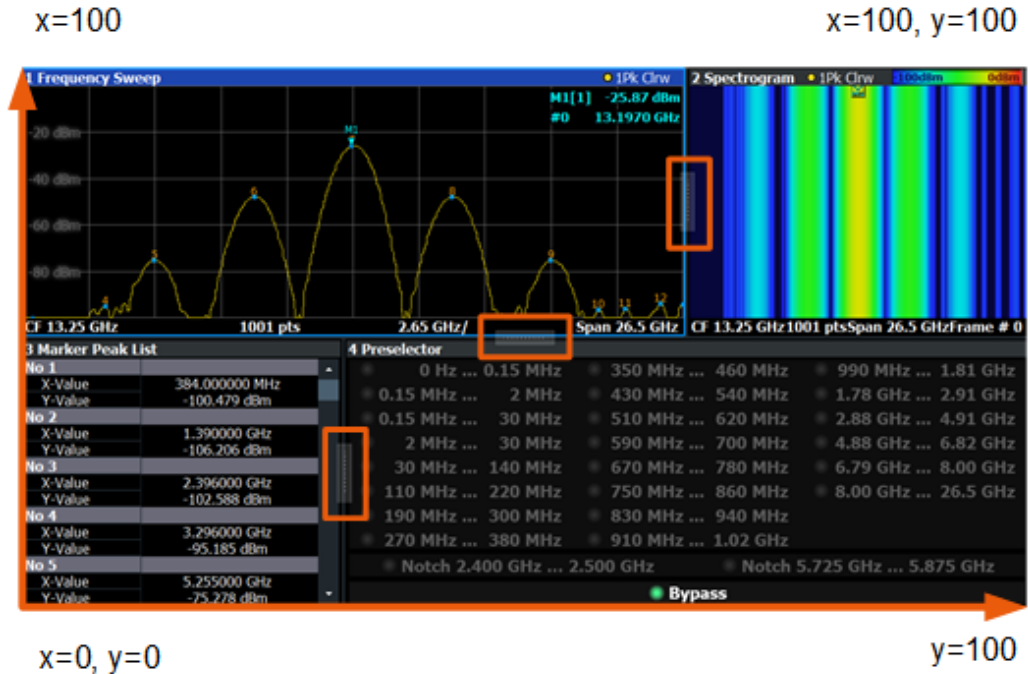 x=100
x=100, y=100
1 Frequency Sweep
1Pk Clrw
2 Spectrogram
1Pk Clrw
-100dBm
0dBm
M1[1] -25.87 dBm
#0 13.1970 GHz
M1
-20 dBm
-40 dBm
-60 dBm
-80 dBm
4
5
6
8
9
10
11
12
CF 13.25 GHz
1001 pts
2.65 GHz/
Span 26.5 GHz
CF 13.25 GHz1001 ptsSpan 26.5 GHzFrame # 0
3 Marker Peak List
4 Preselector
No 1
X-Value 384.000000 MHz
Y-Value -100.479 dBm
No 2
X-Value 1.390000 GHz
Y-Value -106.206 dBm
No 3
X-Value 2.396000 GHz
Y-Value -102.588 dBm
No 4
X-Value 3.296000 GHz
Y-Value -95.185 dBm
No 5
X-Value 5.255000 GHz
Y-Value -75.278 dBm
0 Hz ... 0.15 MHz 350 MHz ... 460 MHz 990 MHz ... 1.81 GHz
0.15 MHz ... 2 MHz 430 MHz ... 540 MHz 1.78 GHz ... 2.91 GHz
0.15 MHz ... 30 MHz 510 MHz ... 620 MHz 2.88 GHz ... 4.91 GHz
2 MHz ... 30 MHz 590 MHz ... 700 MHz 4.88 GHz ... 6.82 GHz
30 MHz ... 140 MHz 670 MHz ... 780 MHz 6.79 GHz ... 8.00 GHz
110 MHz ... 220 MHz 750 MHz ... 860 MHz 8.00 GHz ... 26.5 GHz
190 MHz ... 300 MHz 830 MHz ... 940 MHz
270 MHz ... 380 MHz 910 MHz ... 1.02 GHz
Notch 2.400 GHz ... 2.500 GHz Notch 5.725 GHz ... 5.875 GHz
Bypass
x=0, y=0
y=100